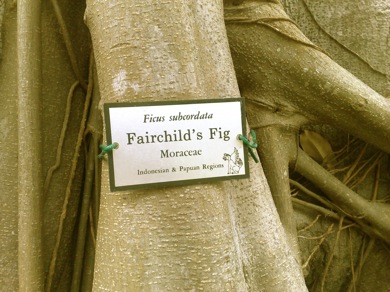 Ficus subcordata
Fairchild's Fig
Moraceae
Indonesian & Papuan Regions